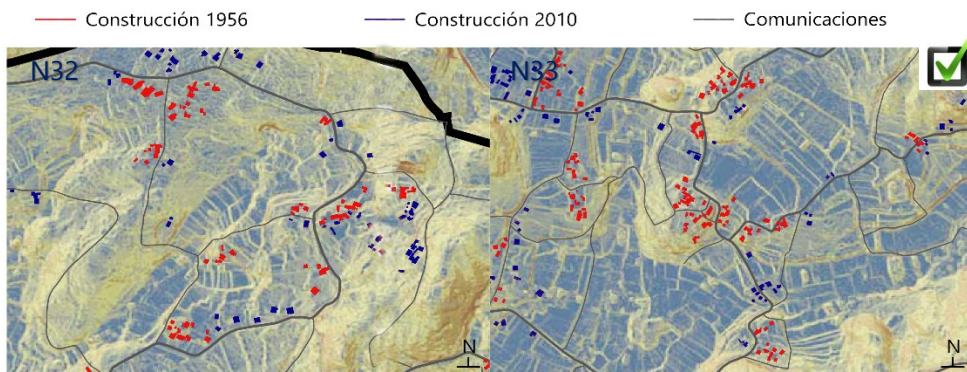 Construcción 1956
Construcción 2010
Comunicaciones
N32
N33
N
N